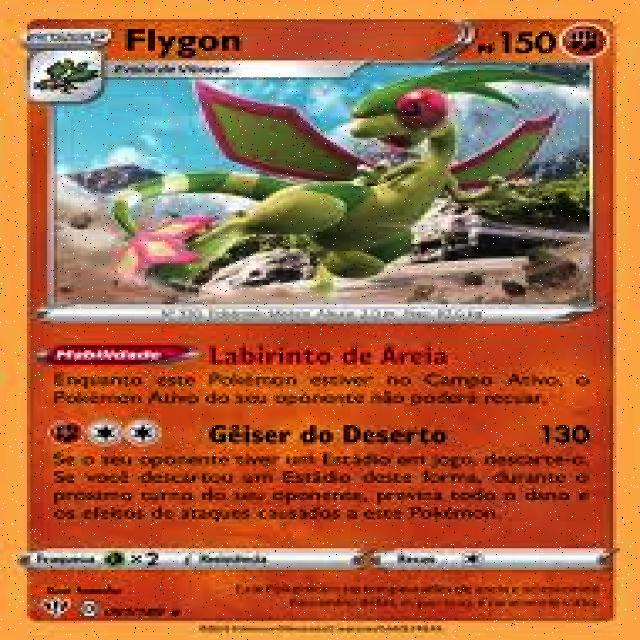 Flygon
PS 150
Evolui de Vibrava
Habilidade Labirinto de Areia
Enquanto este Pokémon estiver no Campo Ativo, o
Pokémon Ativo do seu oponente não poderá recuar.
Gêiser do Deserto 130
Se o seu oponente tiver um Estádio em jogo, descarte-o.
Se você descartou um Estádio deste forma, durante o
próximo turno do seu oponente, previna todo o dano e
os efeitos de ataques causados a este Pokémon.
Fraqueza ×2 Resistência Recuo